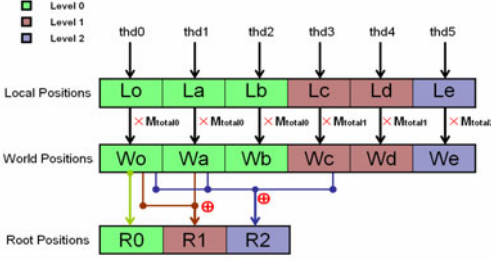 Level 0
Level 1
Level 2
thd0 thd1 thd2 thd3 thd4 thd5
Local Positions Lo La Lb Lc Ld Le
×Mtotal0 ×Mtotal0 ×Mtotal0 ×Mtotal1 ×Mtotal1 ×Mtotal2
World Positions Wo Wa Wb Wc Wd We
⊕ ⊕
Root Positions R0 R1 R2